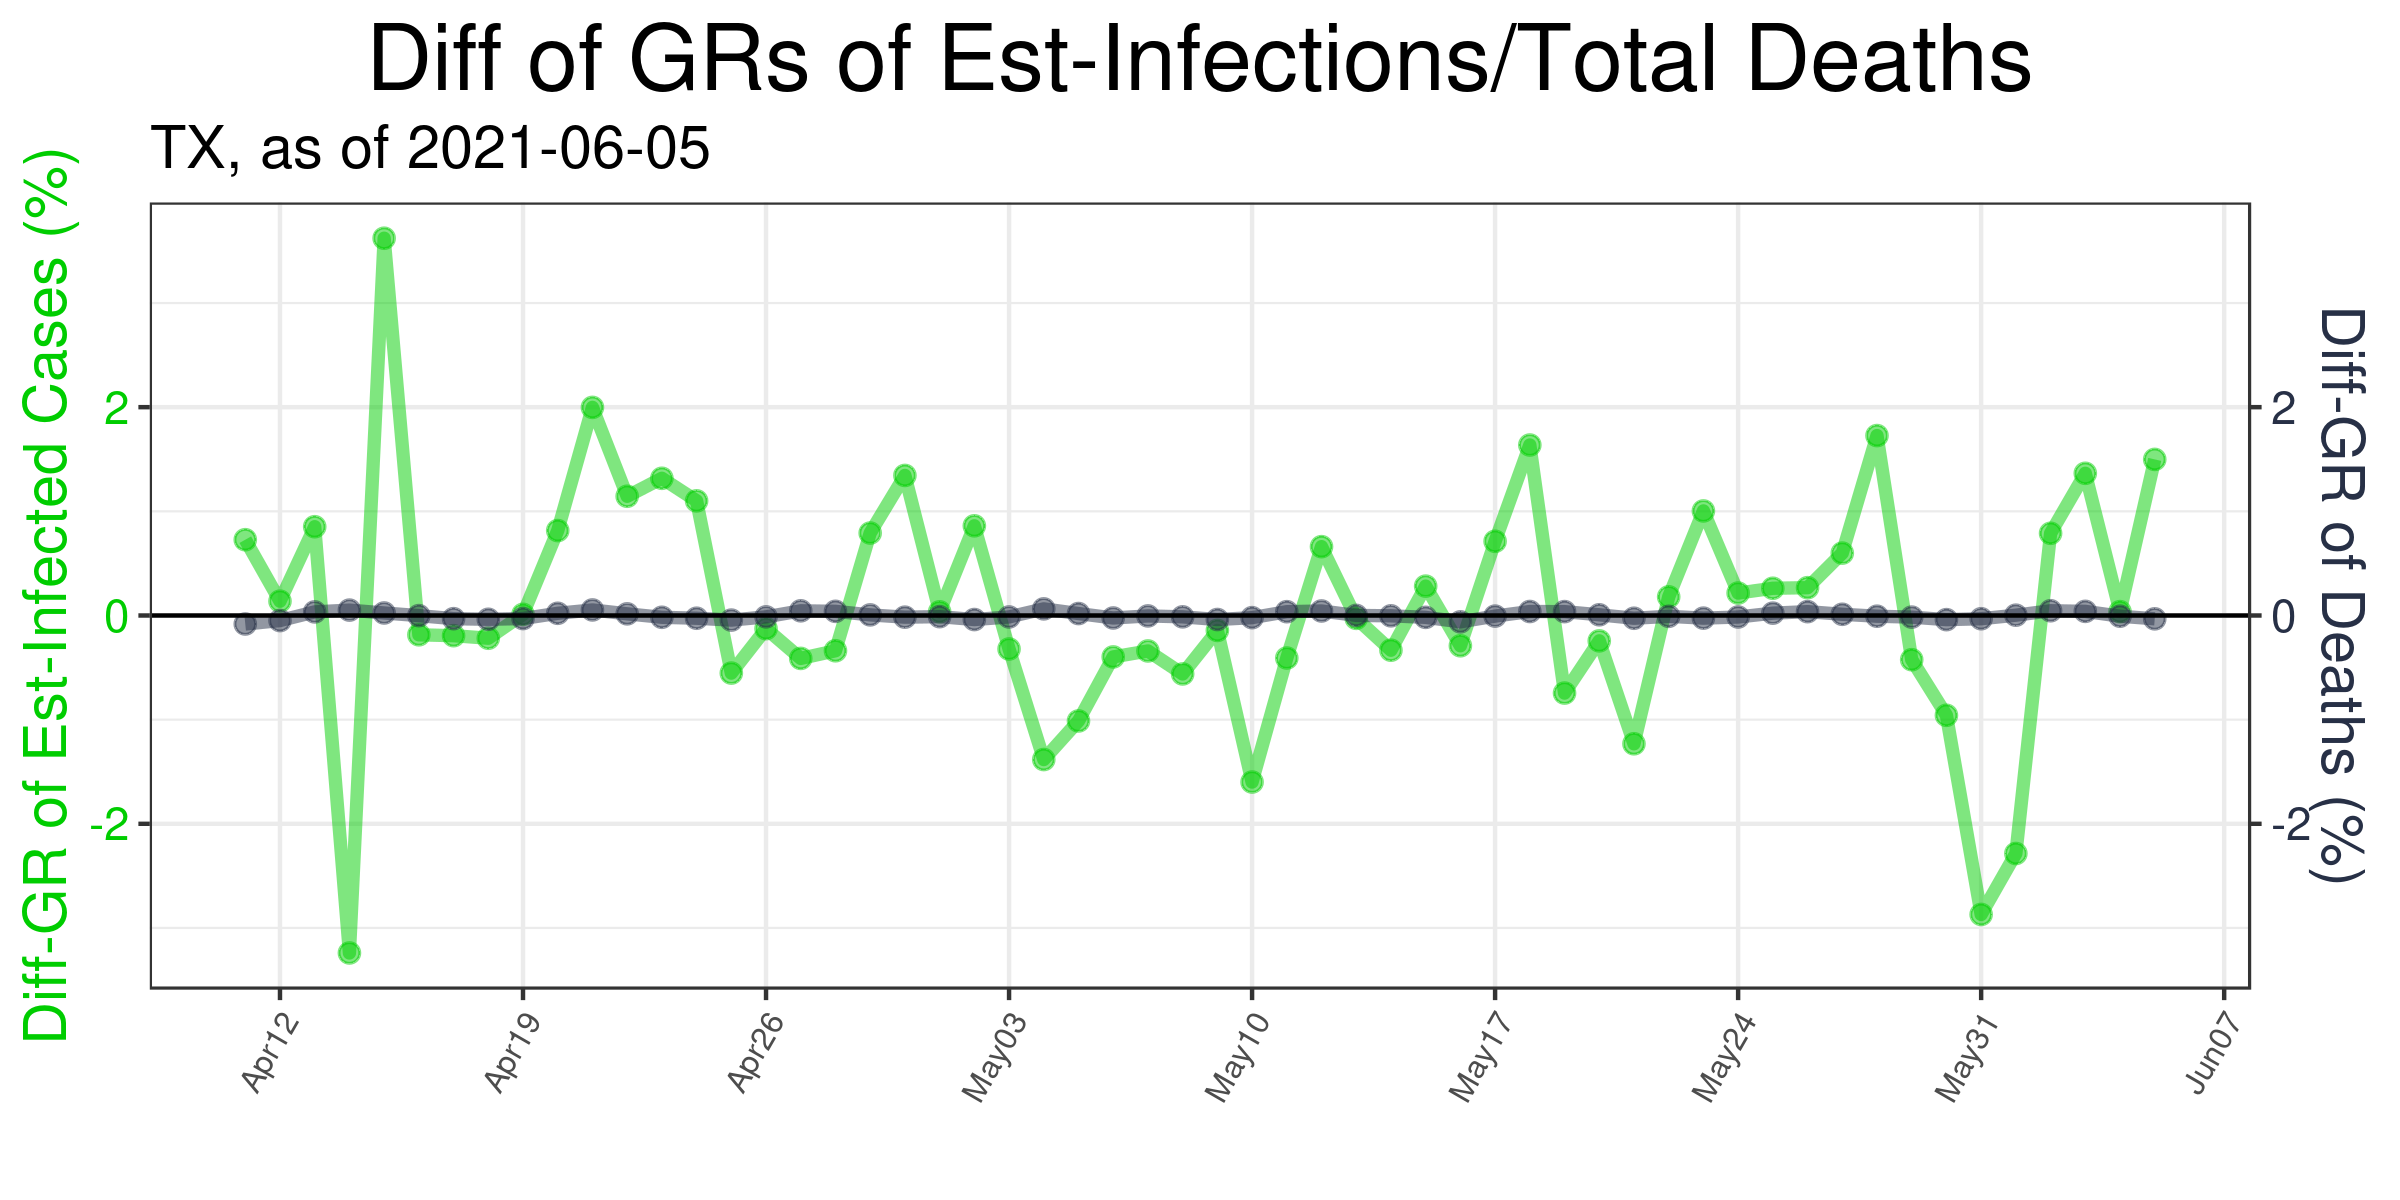 Diff of GRs of Est-Infections/Total Deaths
TX, as of 2021-06-05
Diff-GR of Est-Infected Cases (%)
2
0
-2
2
0
-2
Diff-GR of Deaths (%)
Apr12
Apr19
Apr26
May03
May10
May17
May24
May31
Jun07